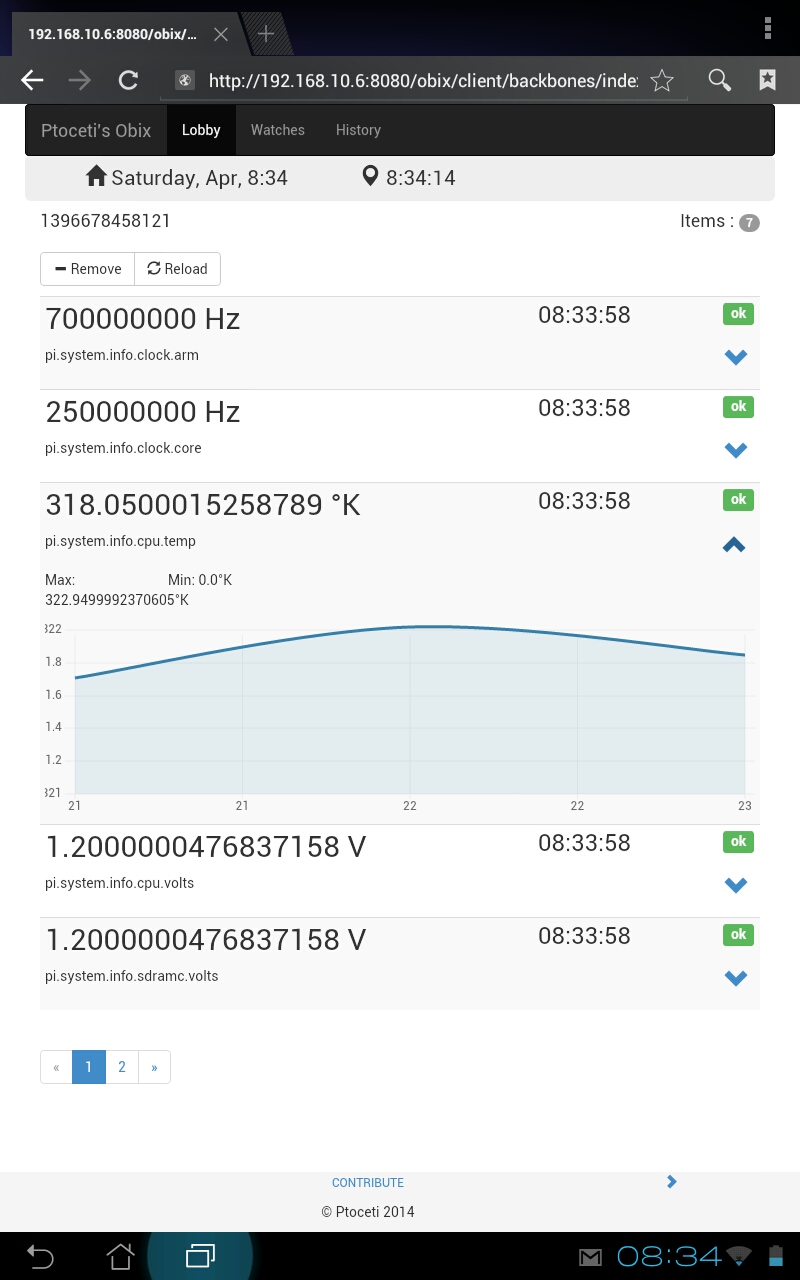 192.168.10.6:8080/obix/...
http://192.168.10.6:8080/obix/client/backbones/inde
Ptoceti's Obix Lobby Watches History
Saturday, Apr, 8:34 8:34:14
1396678458121 Items : 7
Remove Reload
700000000 Hz 08:33:58 ok
pi.system.info.clock.arm
250000000 Hz 08:33:58 ok
pi.system.info.clock.core
318.0500015258789 °K 08:33:58 ok
pi.system.info.cpu.temp
Max: Min: 0.0°K
322.9499992370605°K
322
1.8
1.6
1.4
1.2
321
21 21 22 22 23
1.2000000476837158 V 08:33:58 ok
pi.system.info.cpu.volts
1.2000000476837158 V 08:33:58 ok
pi.system.info.sdramc.volts
« 1 2 »
CONTRIBUTE
© Ptoceti 2014
08:34